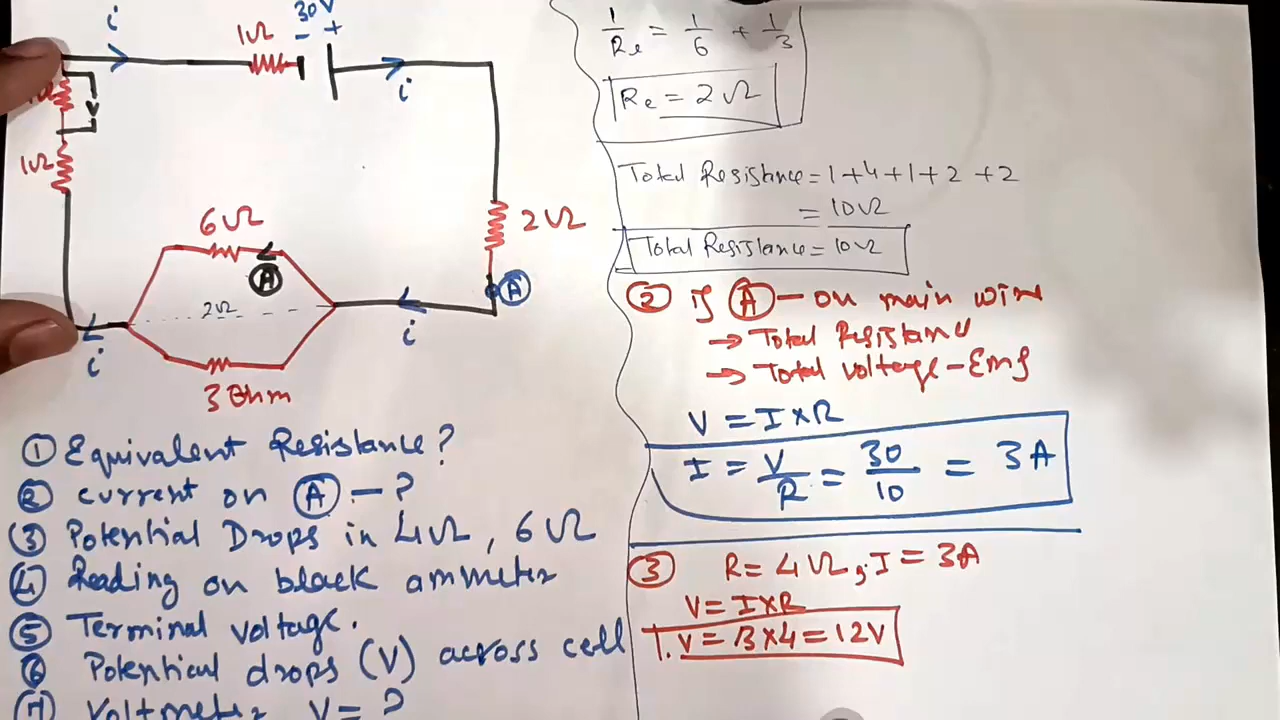 i
1Ω
30V
- +
i
V
1Ω
6Ω
A
2Ω
2Ω
A
i
i
3 Ohm
① Equivalent Resistance?
② current on Ⓐ - ?
③ Potential Drops in 4Ω, 6Ω
④ Reading on black ammeter
⑤ Terminal voltage.
⑥ Potential drops (V) across cell
⑦ Voltmeter V = ?
1/Re = 1/6 + 1/3
Re = 2Ω
Total Resistance = 1+4+1+2+2
= 10Ω
Total Resistance = 10Ω
② if Ⓐ - on main wire
→ Total Resistance
→ Total voltage - Emf
V = I×R
I = V/R = 30/10 = 3A
③ R = 4Ω, I = 3A
V = I×R
V = 3×4 = 12V